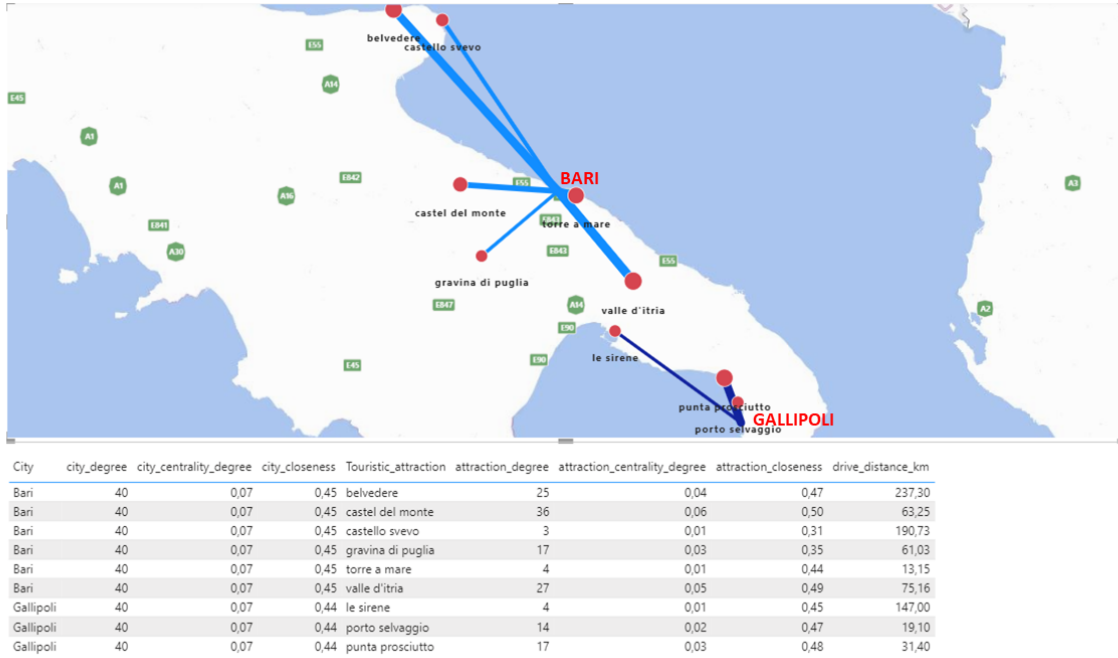 belvedere
castello svevo
E55
A14
E45
A1
A1
E842
A16
E55
BARI
A3
castel del monte
E843
torre a mare
E841
A30
E843
E55
gravina di puglia
E847
A14
valle d'itria
A2
E90
le sirene
E90
E45
punta prosciutto
GALLIPOLI
porto selvaggio
City city_degree city_centrality_degree city_closeness Touristic_attraction attraction_degree attraction_centrality_degree attraction_closeness drive_distance_km
Bari 40 0,07 0,45 belvedere 25 0,04 0,47 237,30
Bari 40 0,07 0,45 castel del monte 36 0,06 0,50 63,25
Bari 40 0,07 0,45 castello svevo 3 0,01 0,31 190,73
Bari 40 0,07 0,45 gravina di puglia 17 0,03 0,35 61,03
Bari 40 0,07 0,45 torre a mare 4 0,01 0,44 13,15
Bari 40 0,07 0,45 valle d'itria 27 0,05 0,49 75,16
Gallipoli 40 0,07 0,44 le sirene 4 0,01 0,45 147,00
Gallipoli 40 0,07 0,44 porto selvaggio 14 0,02 0,47 19,10
Gallipoli 40 0,07 0,44 punta prosciutto 17 0,03 0,48 31,40